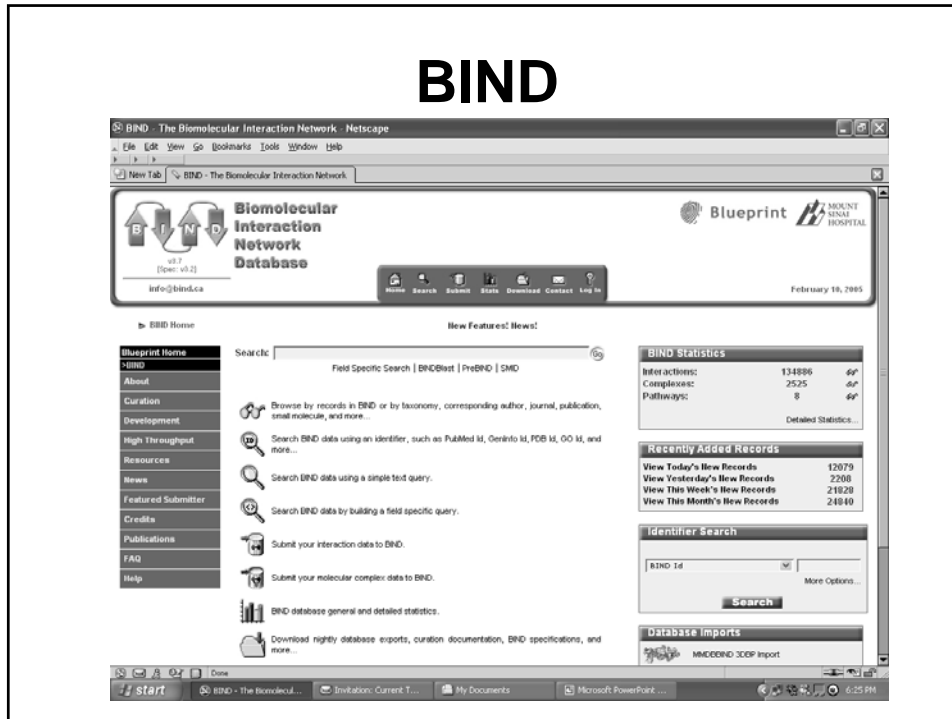 BIND
BIND - The Biomolecular Interaction Network - Netscape
File Edit View Go Bookmarks Tools Window Help
New Tab BIND - The Biomolecular Interaction Network
B I N D
Biomolecular
Interaction
Network
Database
v3.7
[Spec: v3.2]
info@bind.ca
Blueprint
MOUNT
SINAI
HOSPITAL
Home Search Submit Stats Download Contact Log In
February 10, 2005
BIND Home
New Features! News!
Blueprint Home
>BIND
About
Curation
Development
High Throughput
Resources
News
Featured Submitter
Credits
Publications
FAQ
Help
Search: Go
Field Specific Search | BINDBlast | PreBIND | SMID
Browse by records in BIND or by taxonomy, corresponding author, journal, publication,
small molecule, and more...
Search BIND data using an identifier, such as PubMed Id, GenInfo Id, PDB Id, GO Id, and
more...
Search BIND data using a simple text query.
Search BIND data by building a field specific query.
Submit your interaction data to BIND.
Submit your molecular complex data to BIND.
BIND database general and detailed statistics.
Download nightly database exports, curation documentation, BIND specifications, and
more...
BIND Statistics
Interactions: 134886
Complexes: 2525
Pathways: 8
Detailed Statistics...
Recently Added Records
View Today's New Records 12079
View Yesterday's New Records 2208
View This Week's New Records 21828
View This Month's New Records 24840
Identifier Search
BIND Id
More Options...
Search
Database Imports
MMDBBIND 3DBP Import
Done
start BIND - The Biomolecul... Invitation: Current T... My Documents Microsoft PowerPoint ... 6:25 PM